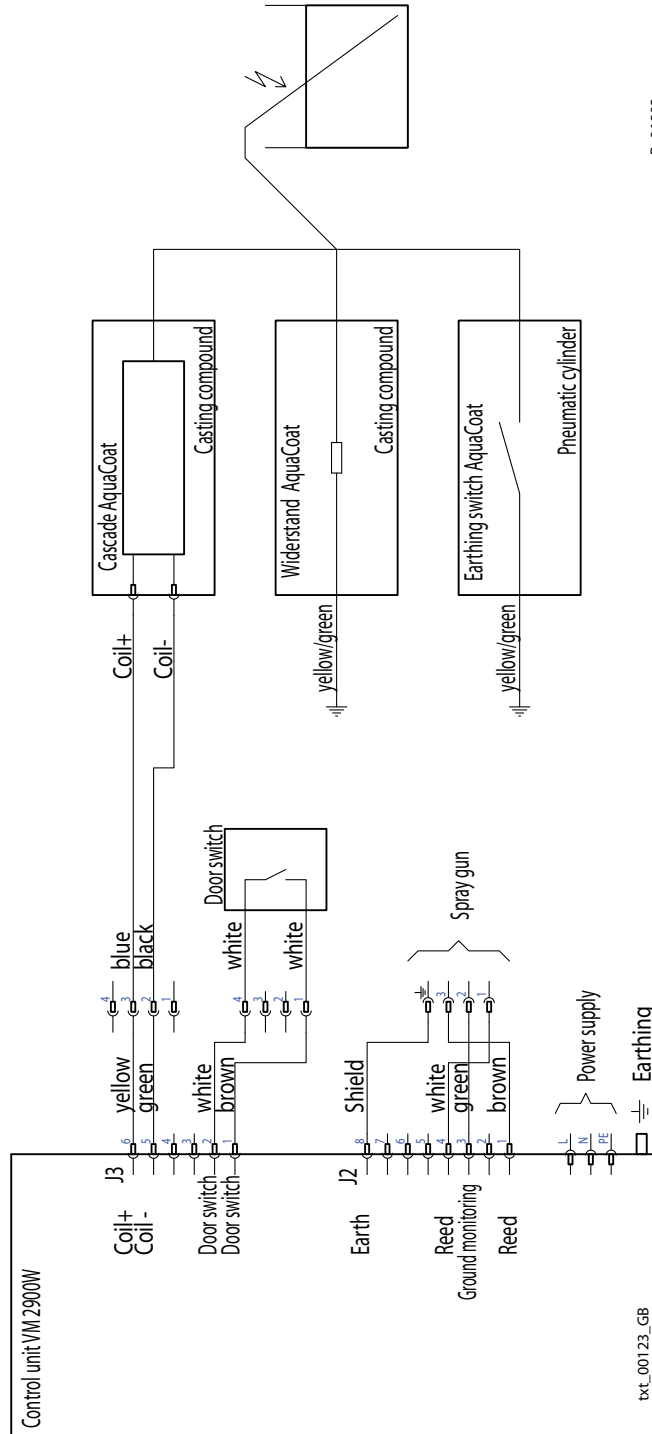 Control unit VM 2900W
J3
Coil+
Coil -
Door switch
Door switch
6
5
4
3
2
1
yellow
green
white
brown
4
3
2
1
blue
black
Coil+
Coil-
Cascade AquaCoat
Casting compound
4
3
2
1
white
white
Door switch
Widerstand AquaCoat
Casting compound
yellow/green
Earthing switch AquaCoat
Pneumatic cylinder
yellow/green
J2
Earth
Reed
Ground monitoring
Reed
8
7
6
5
4
3
2
1
Shield
white
green
brown
3
2
1
Spray gun
L
N
PE
Power supply
Earthing
txt_00123_GB